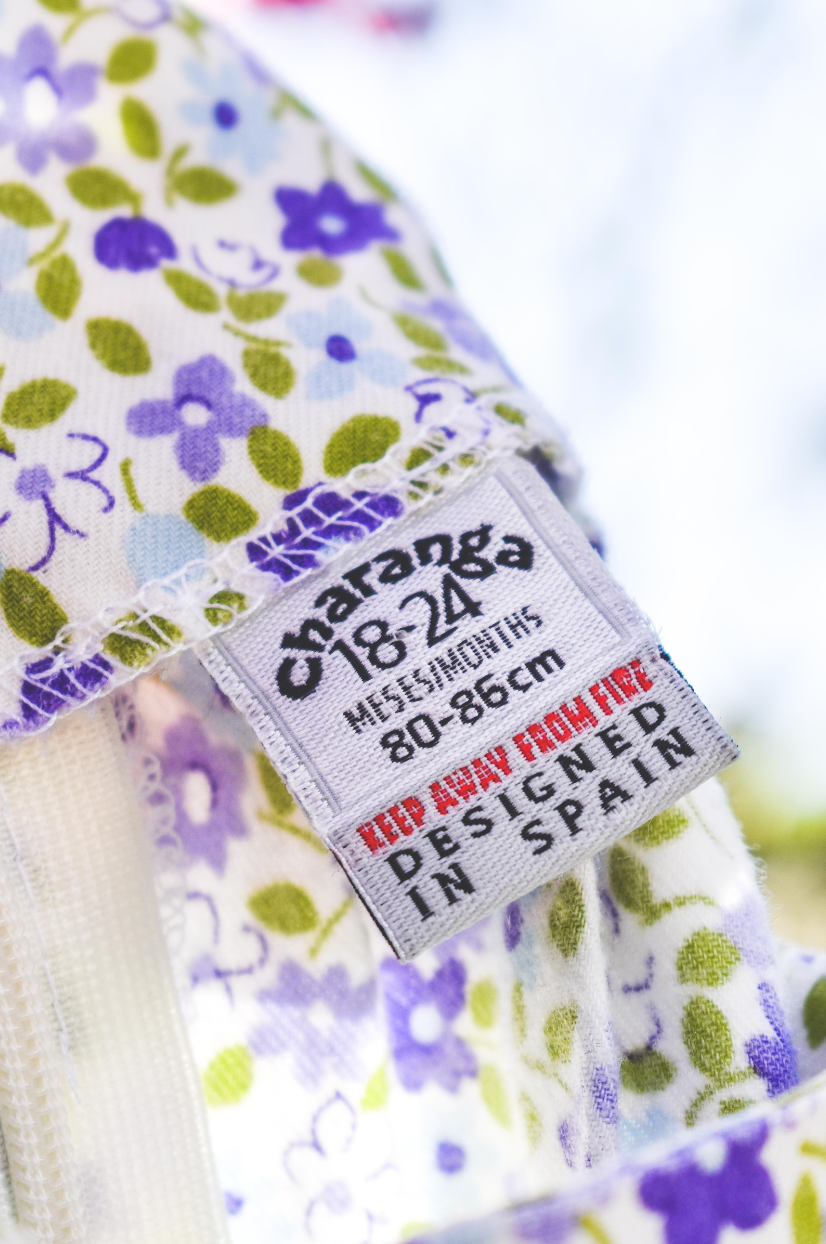 charanga
18-24
MESES/MONTHS
80-86cm
KEEP AWAY FROM FIRE
DESIGNED
IN SPAIN